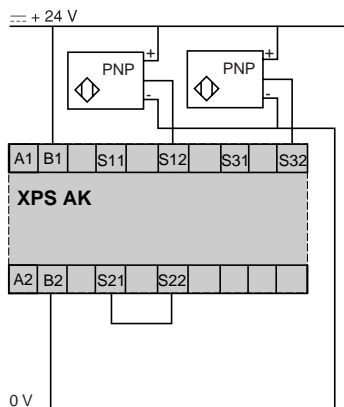 + 24 V
+ +
PNP PNP
- -
A1 B1 S11 S12 S31 S32
XPS AK
A2 B2 S21 S22
0 V